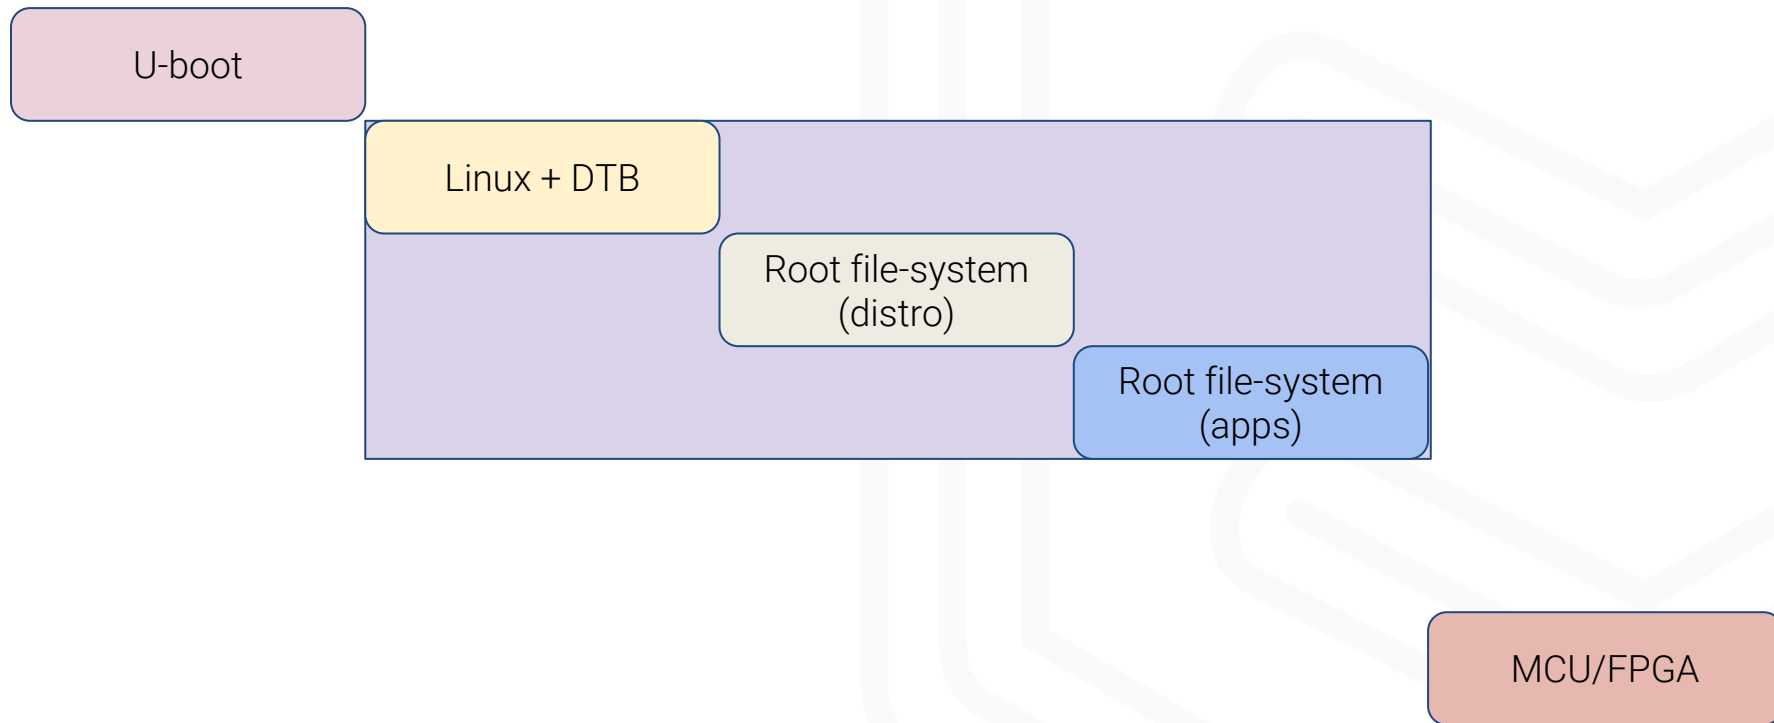 U-boot
Linux + DTB
Root file-system
(distro)
Root file-system
(apps)
MCU/FPGA